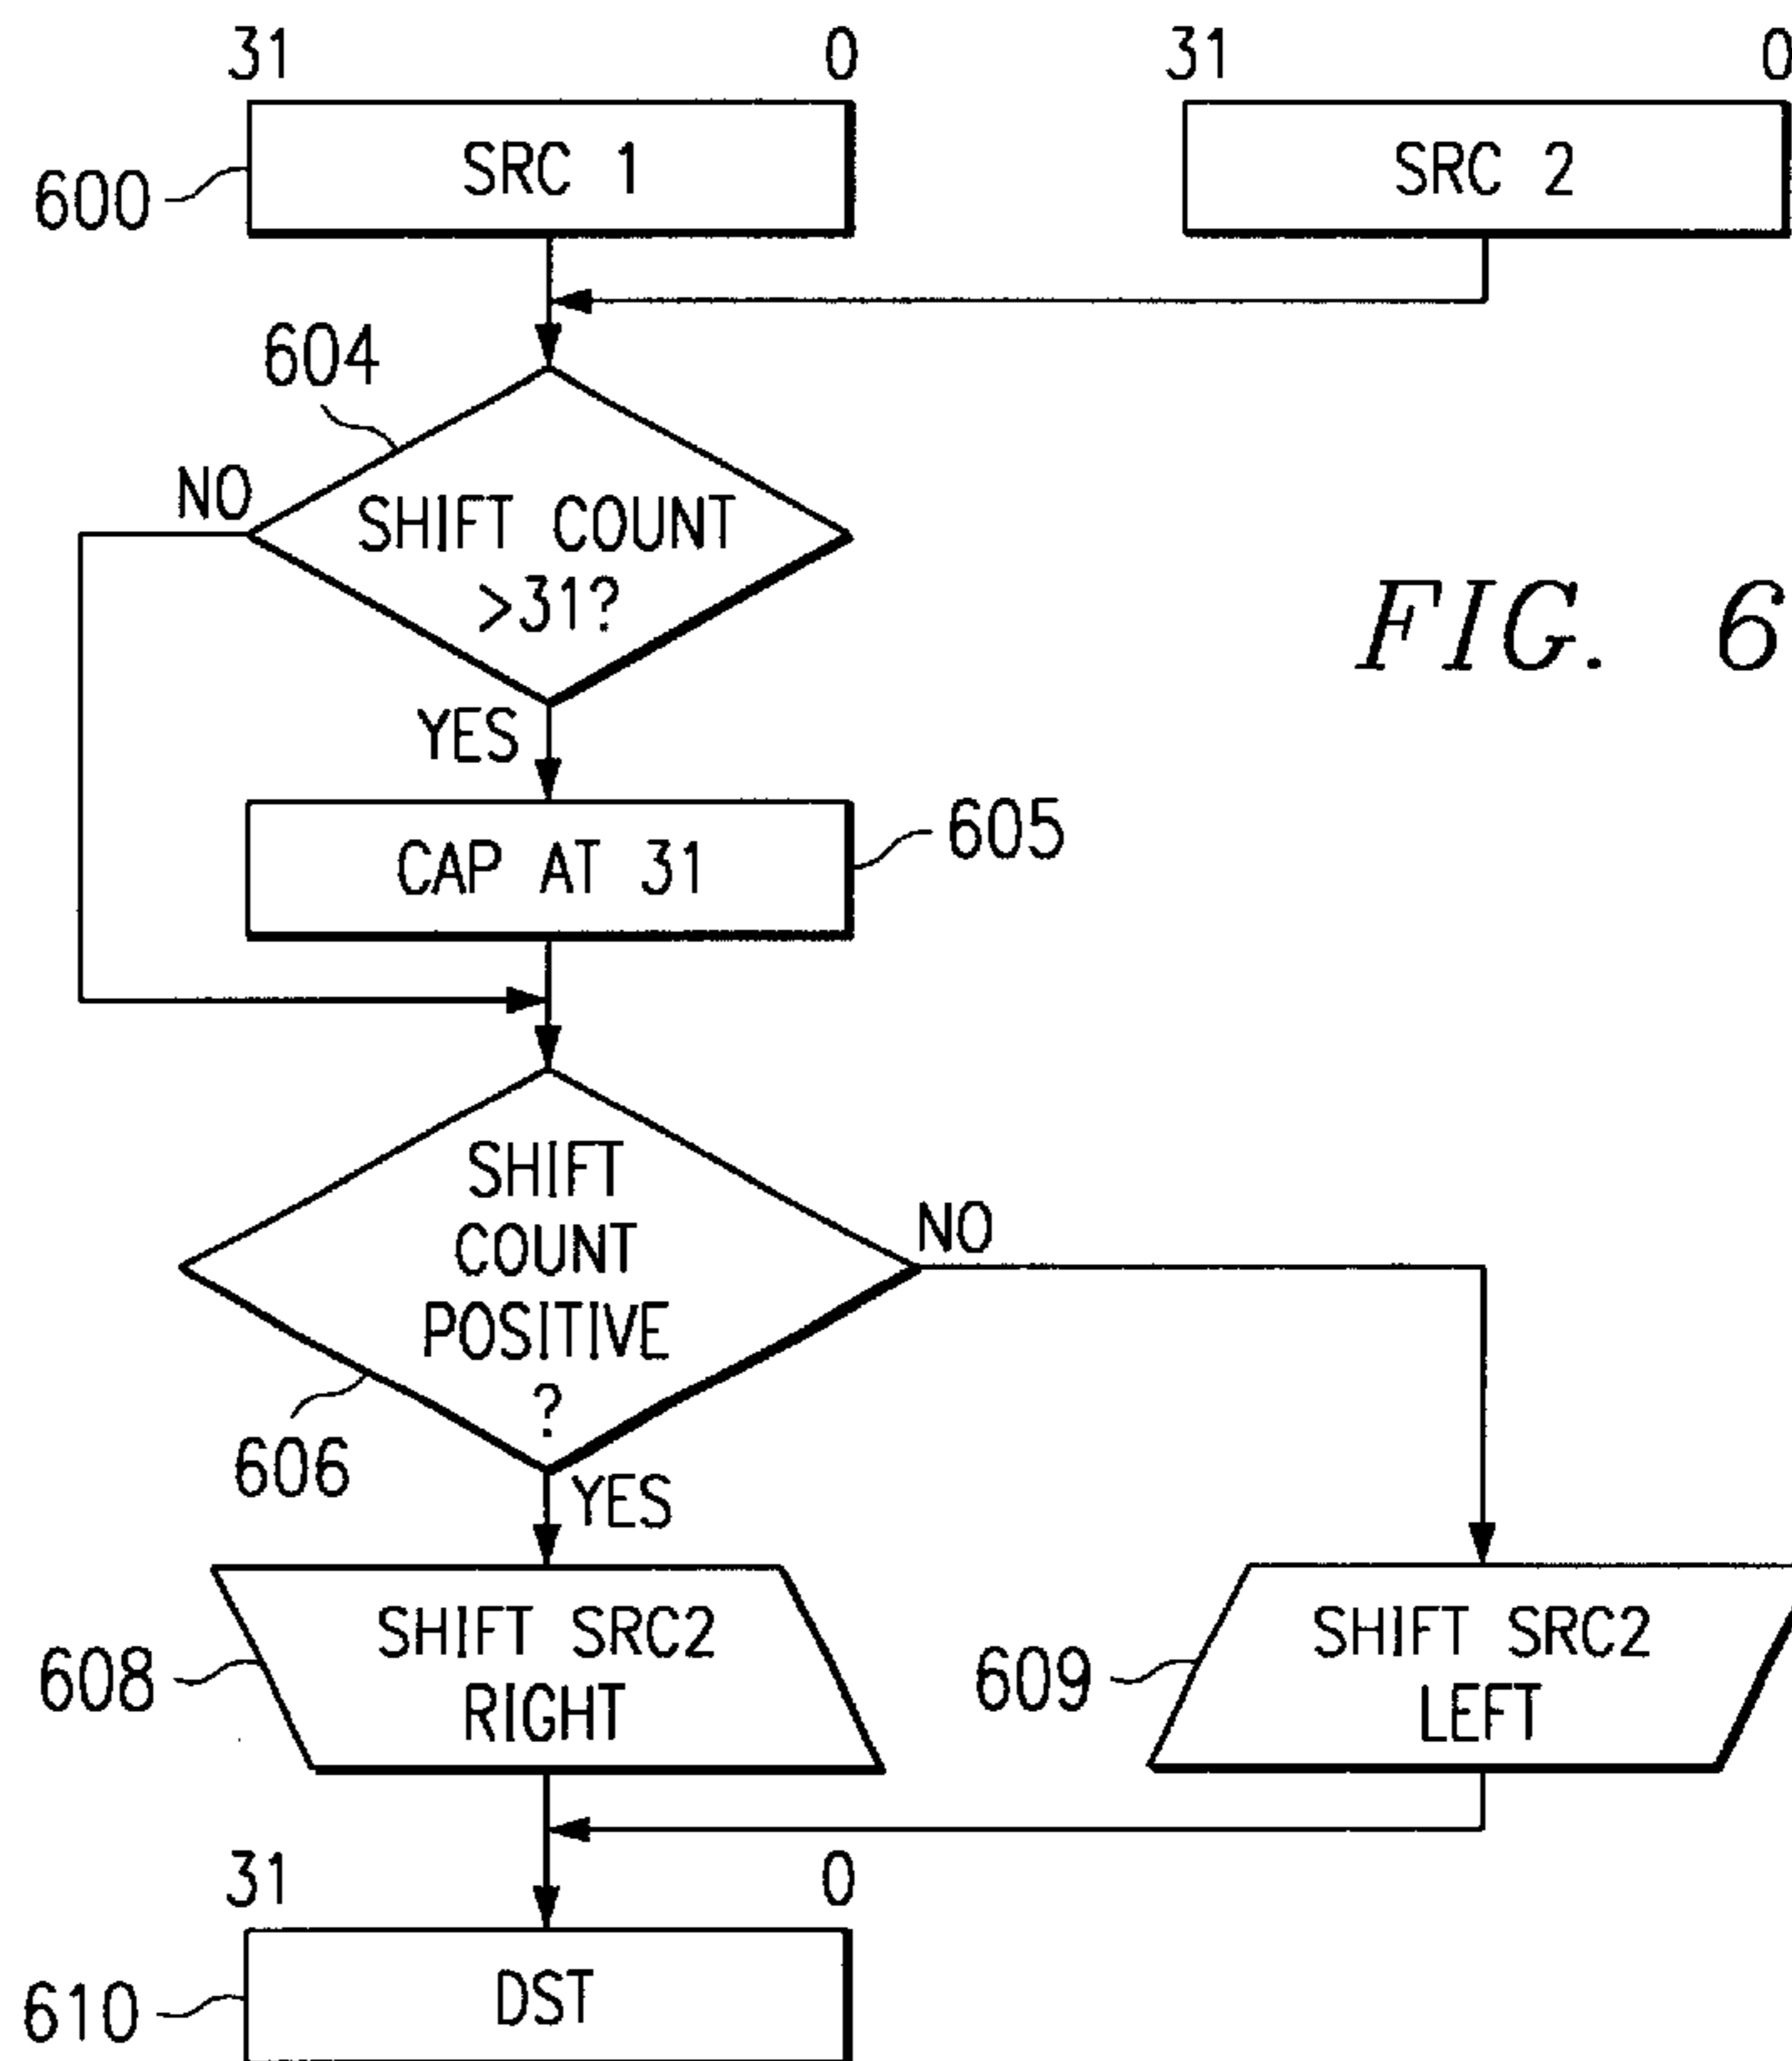 31 0 31 0
SRC 1 SRC 2
600
604
NO
SHIFT COUNT
>31?
FIG. 6
YES
CAP AT 31
605
SHIFT
COUNT
POSITIVE
?
NO
606
YES
SHIFT SRC2
RIGHT
608
SHIFT SRC2
LEFT
609
31 0
DST
610